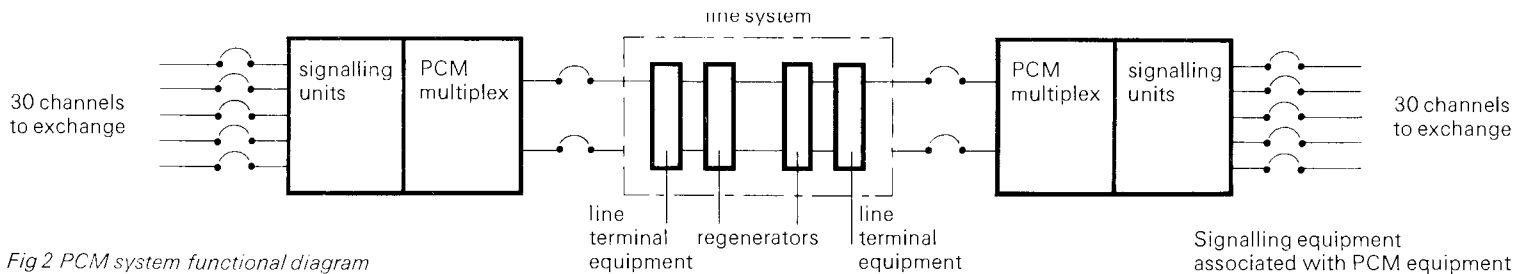 line system
30 channels
to exchange
signalling
units
PCM
multiplex
PCM
multiplex
signalling
units
30 channels
to exchange
line
terminal
equipment
regenerators
line
terminal
equipment
Fig 2 PCM system functional diagram
Signalling equipment
associated with PCM equipment